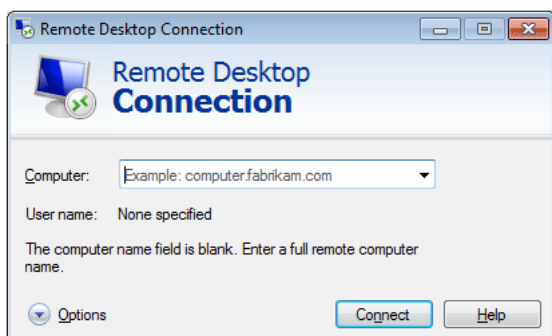 Remote Desktop Connection
Remote Desktop
Connection
Computer:
Example: computer.fabrikam.com
User name: None specified
The computer name field is blank. Enter a full remote computer
name.
Options
Connect
Help